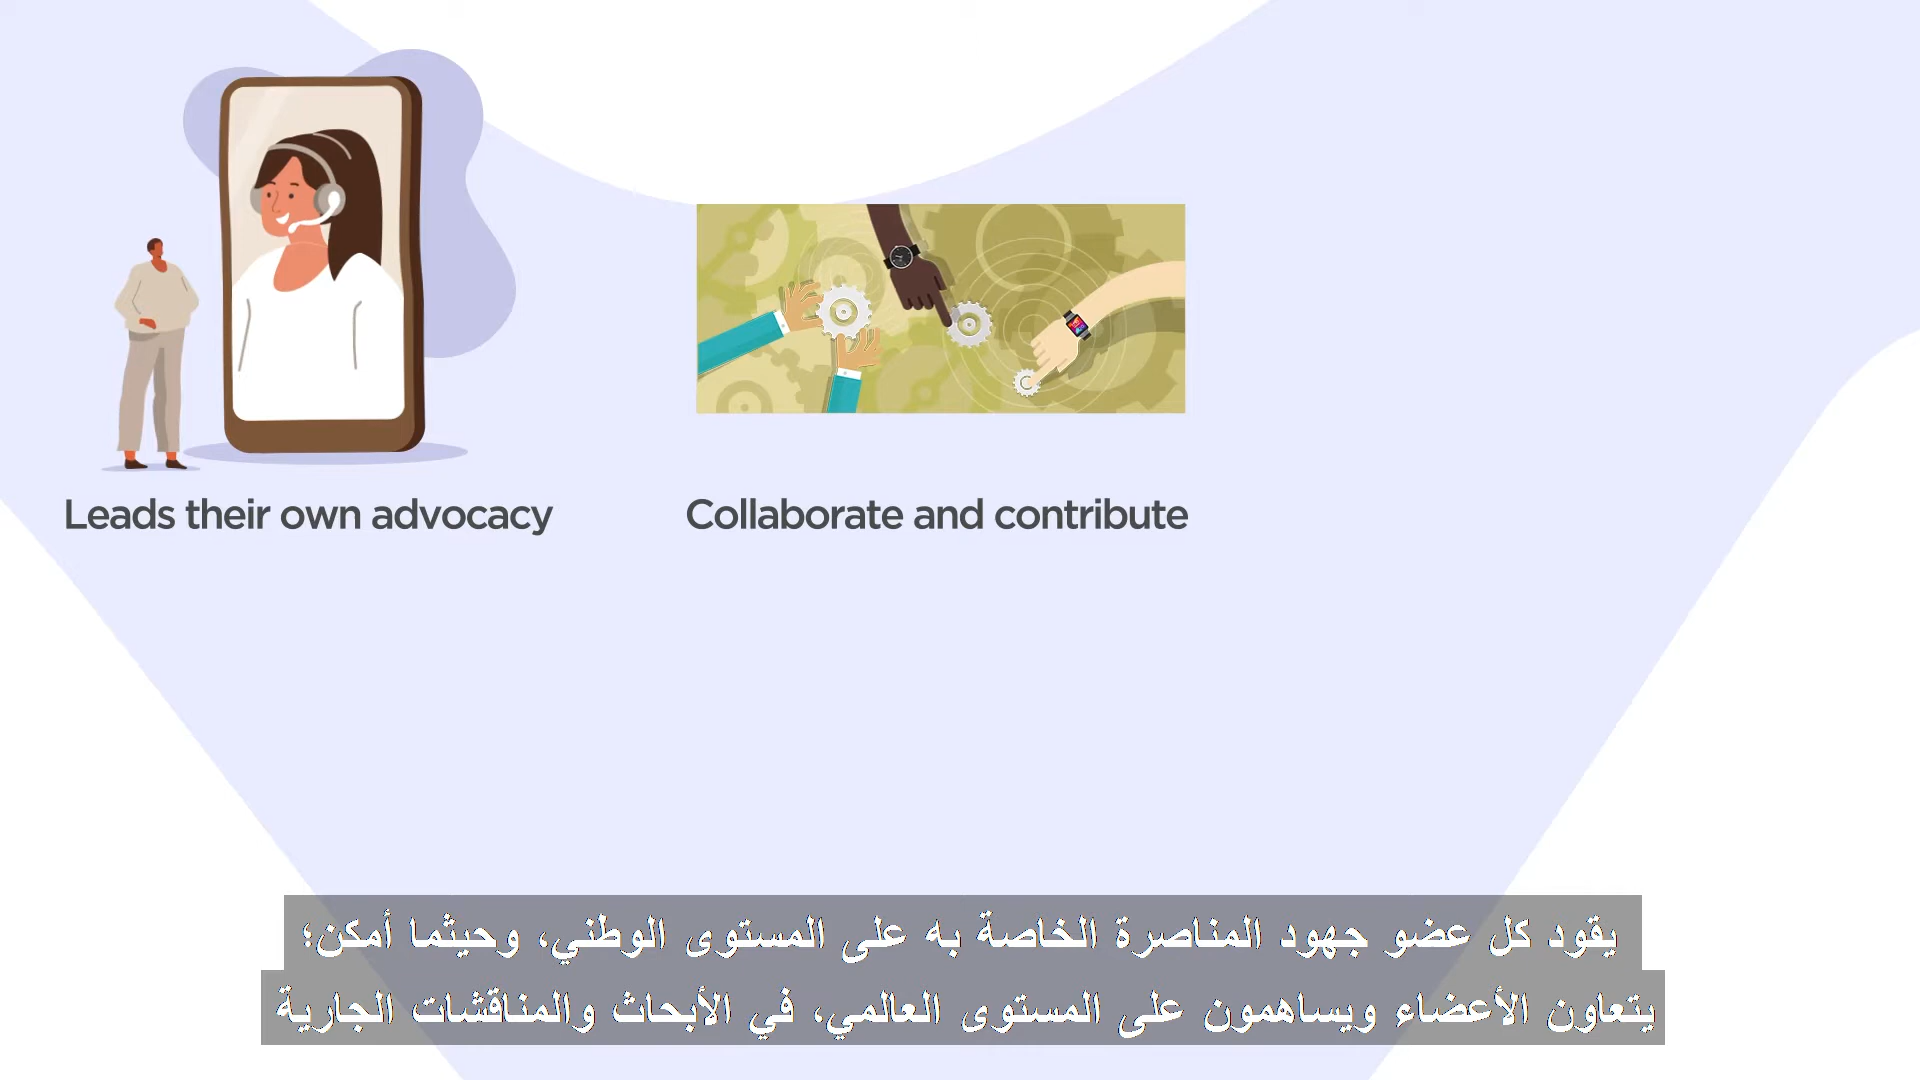 Leads their own advocacy
Collaborate and contribute
يقود كل عضو جهود المناصرة الخاصة به على المستوى الوطني، وحيثما أمكن؛
يتعاون الأعضاء ويساهمون على المستوى العالمي، في الأبحاث والمناقشات الجارية